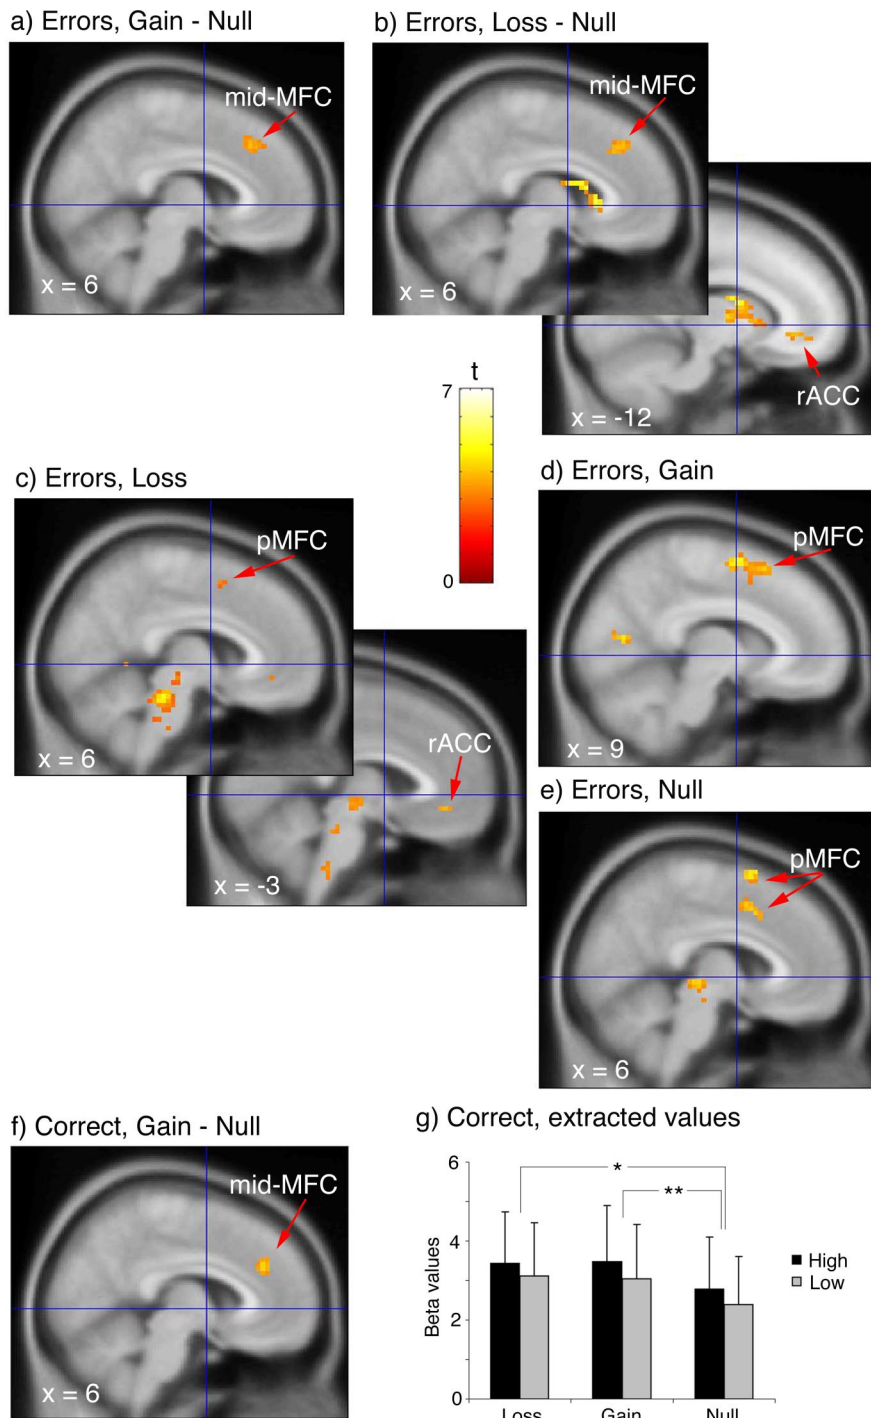 a) Errors, Gain - Null
mid-MFC
x = 6
b) Errors, Loss - Null
mid-MFC
x = 6
rACC
x = -12
t
7
0
c) Errors, Loss
pMFC
x = 6
rACC
x = -3
d) Errors, Gain
pMFC
x = 9
e) Errors, Null
pMFC
x = 6
f) Correct, Gain - Null
mid-MFC
x = 6
g) Correct, extracted values
6
4
2
0
Beta values
*
**
High
Low
Loss Gain Null